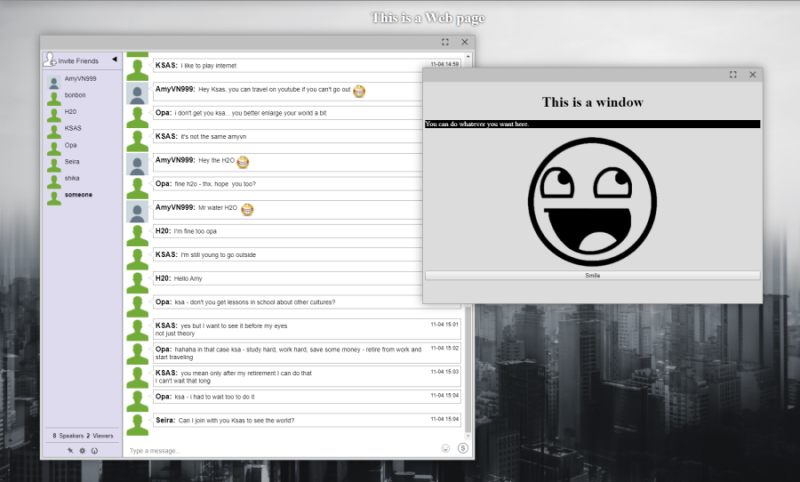 This is a Web page
Invite Friends
AmyVN999
bonbon
H20
KSAS
Opa
Seira
shika
someone
8 Speakers 2 Viewers
KSAS: I like to play internet
11-04 14:59
AmyVN999: Hey Ksas, you can travel on youtube if you can't go out
Opa: i don't get you ksa... you better enlarge your world a bit
KSAS: it's not the same amyvn
AmyVN999: Hey the H2O
Opa: fine h2o - thx, hope you too?
AmyVN999: Mr water H2O
H20: I'm fine too opa
KSAS: I'm still young to go outside
H20: Hello Amy
Opa: ksa - don't you get lessons in school about other cultures?
KSAS: yes but I want to see it before my eyes
not just theory
11-04 15:01
Opa: hahaha in that case ksa - study hard, work hard, save some money - retire from work and
start traveling
11-04 15:02
KSAS: you mean only after my retirement I can do that
I can't wait that long
11-04 15:03
Opa: ksa - i had to wait too to do it
11-04 15:04
Seira: Can I join with you Ksas to see the world?
11-04 15:04
Type a message...
This is a window
You can do whatever you want here.
Smile